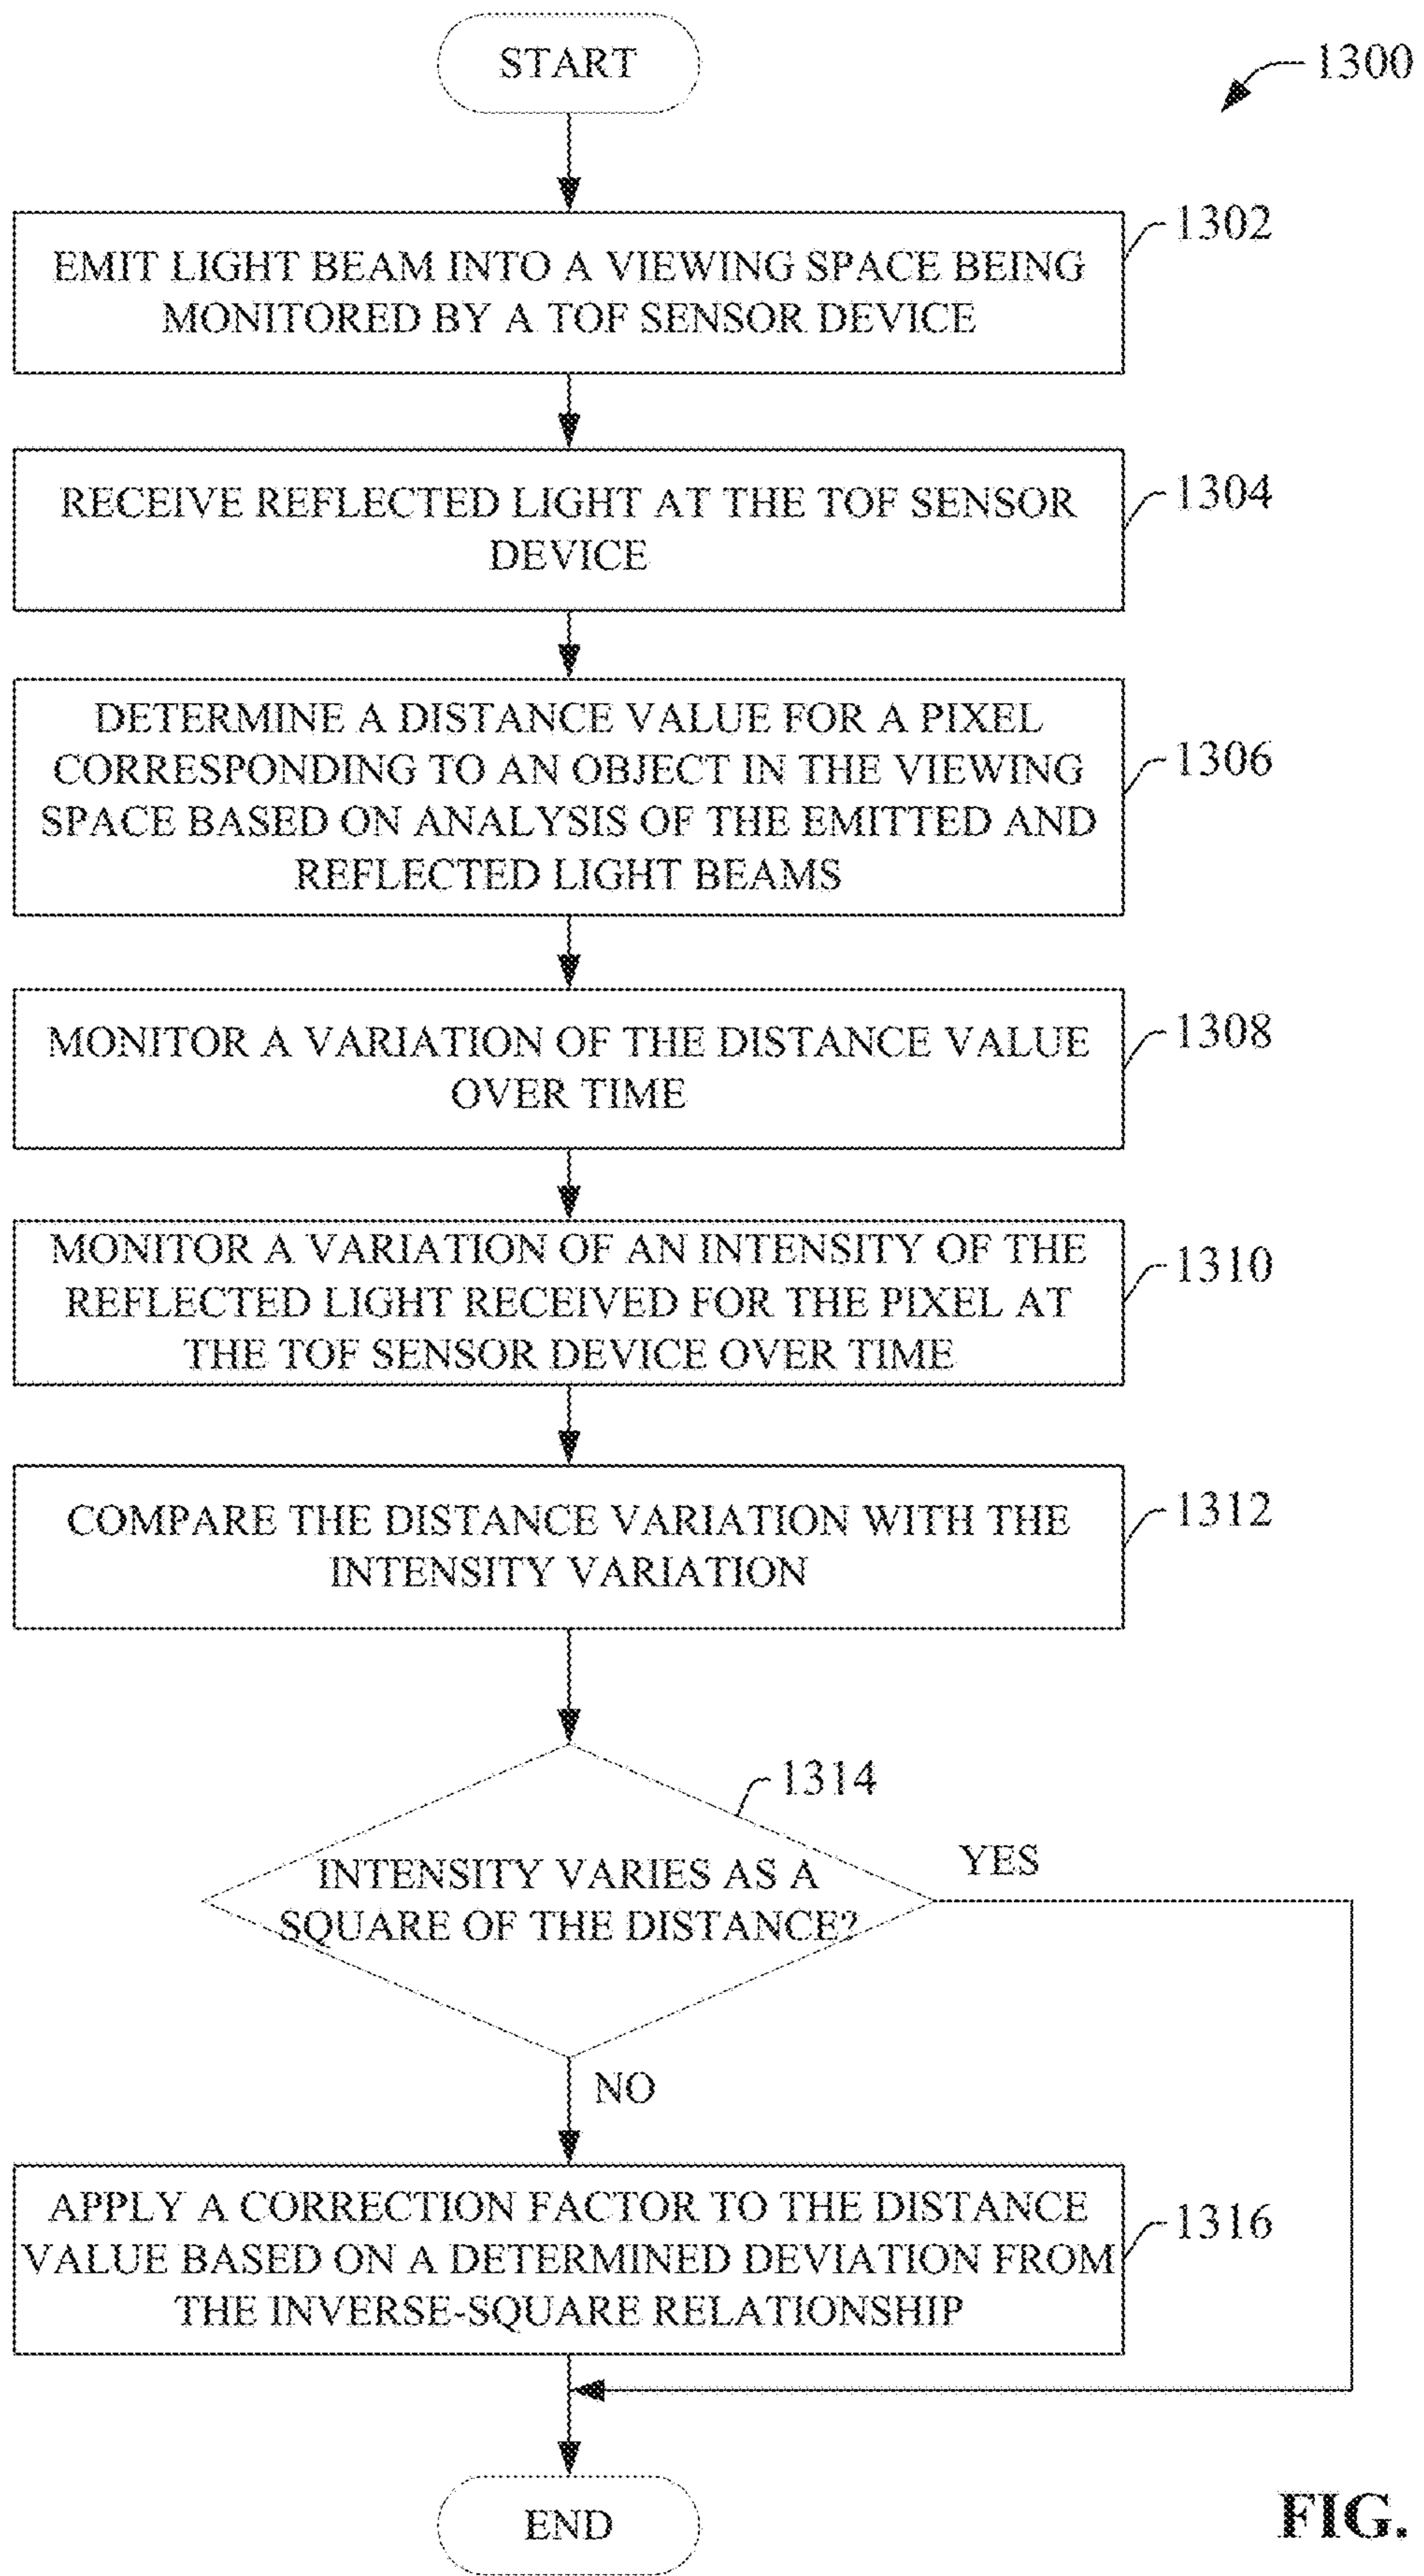 START
1300
1302
EMIT LIGHT BEAM INTO A VIEWING SPACE BEING
MONITORED BY A TOF SENSOR DEVICE
1304
RECEIVE REFLECTED LIGHT AT THE TOF SENSOR
DEVICE
1306
DETERMINE A DISTANCE VALUE FOR A PIXEL
CORRESPONDING TO AN OBJECT IN THE VIEWING
SPACE BASED ON ANALYSIS OF THE EMITTED AND
REFLECTED LIGHT BEAMS
1308
MONITOR A VARIATION OF THE DISTANCE VALUE
OVER TIME
1310
MONITOR A VARIATION OF AN INTENSITY OF THE
REFLECTED LIGHT RECEIVED FOR THE PIXEL AT
THE TOF SENSOR DEVICE OVER TIME
1312
COMPARE THE DISTANCE VARIATION WITH THE
INTENSITY VARIATION
1314
INTENSITY VARIES AS A
SQUARE OF THE DISTANCE?
YES
NO
1316
APPLY A CORRECTION FACTOR TO THE DISTANCE
VALUE BASED ON A DETERMINED DEVIATION FROM
THE INVERSE-SQUARE RELATIONSHIP
END
FIG.